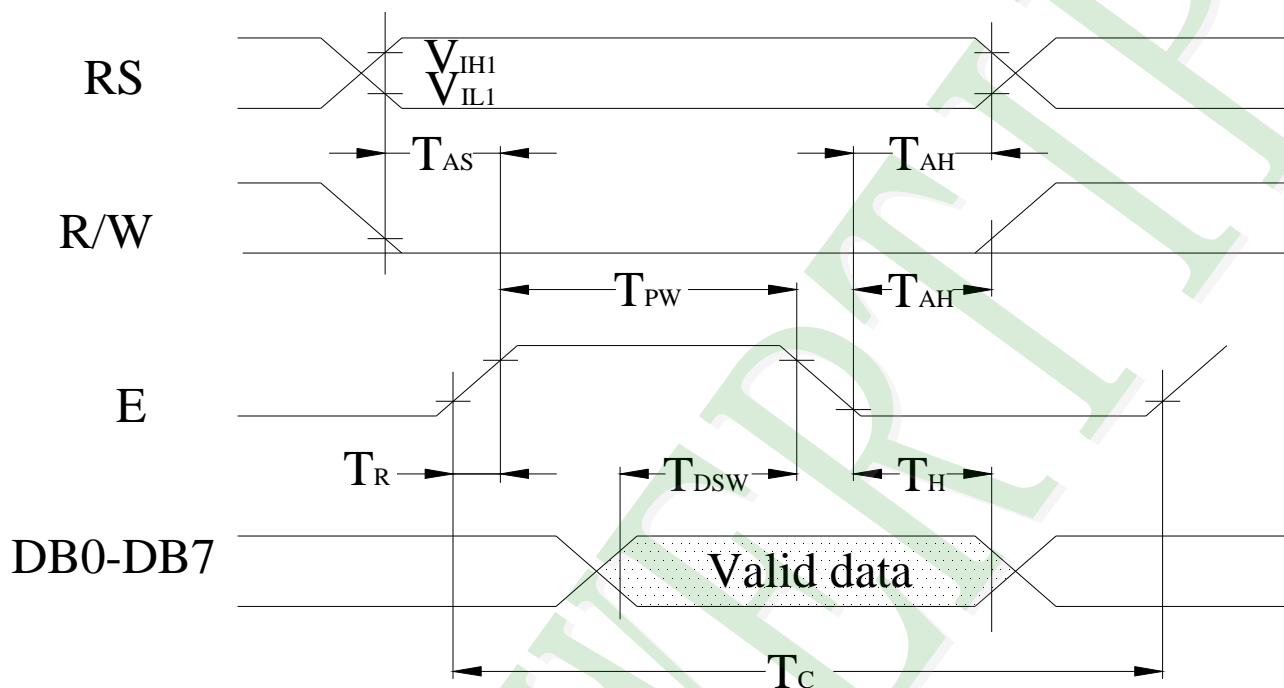 RS
VIH1
VIL1
TAS
TAH
R/W
TPW
TAH
E
TR
TDSW
TH
DB0-DB7
Valid data
TC